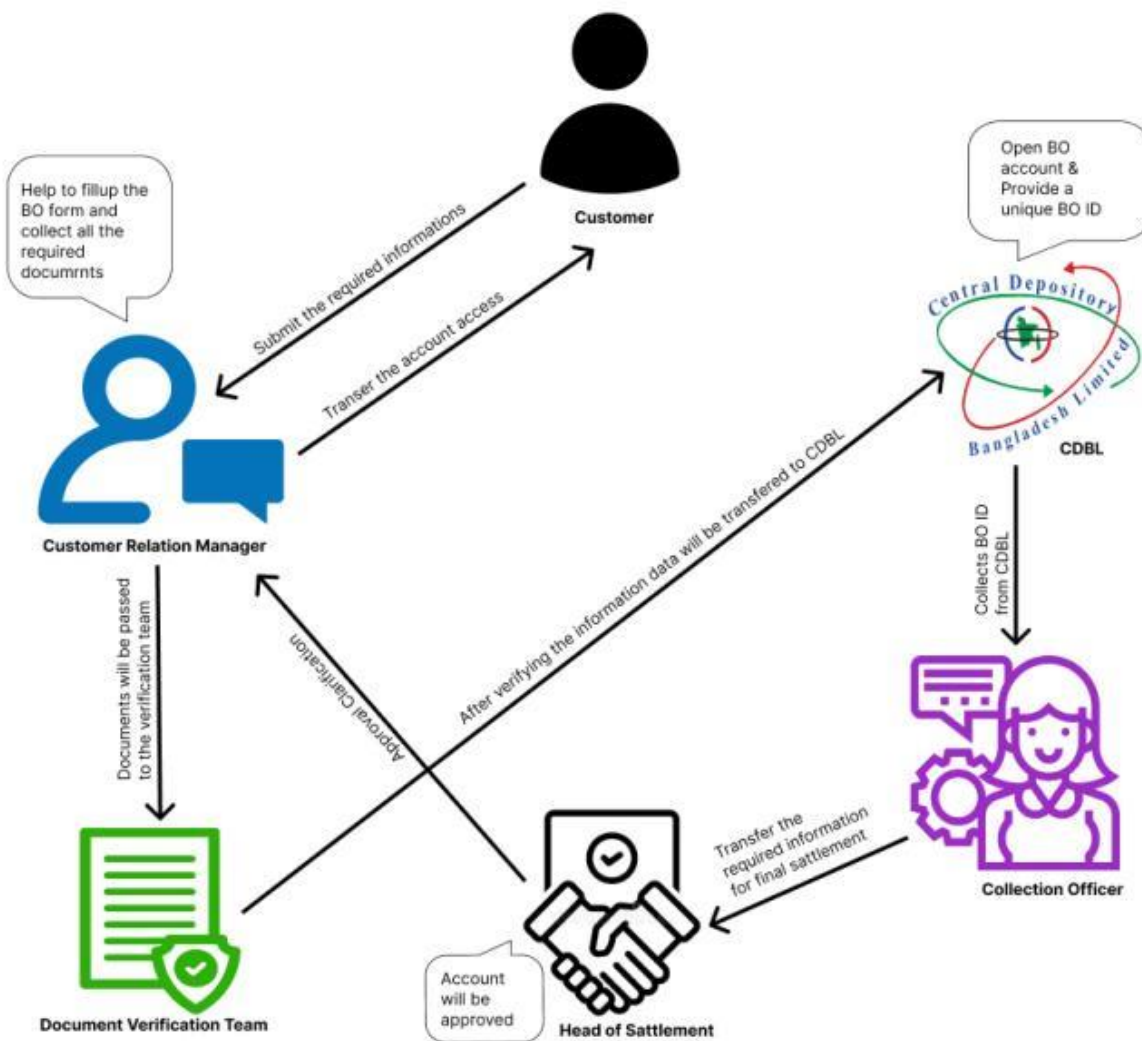 Customer
Help to fillup the
BO form and
collect all the
required
documrnts
Open BO
account &
Provide a
unique BO ID
Submit the required informations
Transer the account access
Central Depository
Bangladesh Limited
CDBL
Customer Relation Manager
After verifying the information data will be transfered to CDBL
Collects BO ID
from CDBL
Documents will be passed
to the verification team
Approval Clarification
Transfer the
required information
for final sattlement
Collection Officer
Account
will be
approved
Document Verification Team
Head of Sattlement